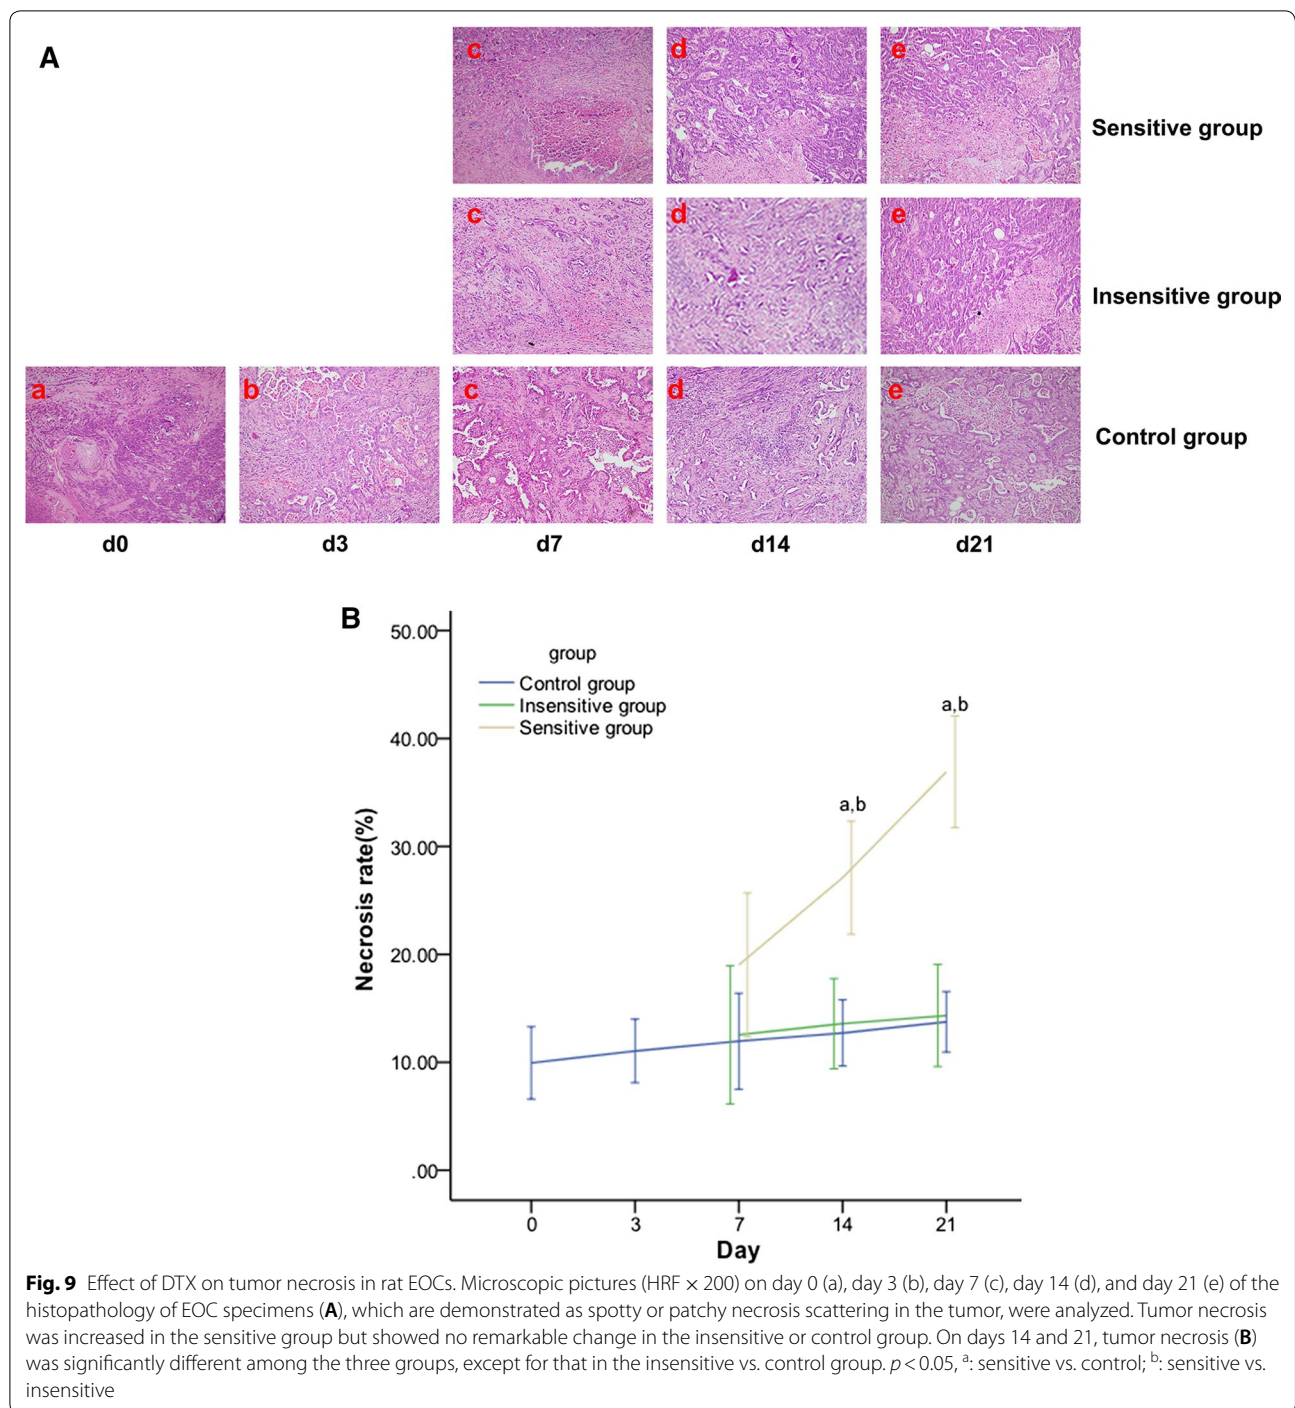 A
c
d
e
Sensitive group
c
d
e
Insensitive group
a
b
c
d
e
Control group
d0
d3
d7
d14
d21
B
50.00
40.00
30.00
20.00
10.00
.00
Necrosis rate(%)
group
Control group
Insensitive group
Sensitive group
a,b
a,b
0
3
7
14
21
Day
Fig. 9 Effect of DTX on tumor necrosis in rat EOCs. Microscopic pictures (HRF × 200) on day 0 (a), day 3 (b), day 7 (c), day 14 (d), and day 21 (e) of the
histopathology of EOC specimens (A), which are demonstrated as spotty or patchy necrosis scattering in the tumor, were analyzed. Tumor necrosis
was increased in the sensitive group but showed no remarkable change in the insensitive or control group. On days 14 and 21, tumor necrosis (B)
was significantly different among the three groups, except for that in the insensitive vs. control group. p < 0.05, a: sensitive vs. control; b: sensitive vs.
insensitive